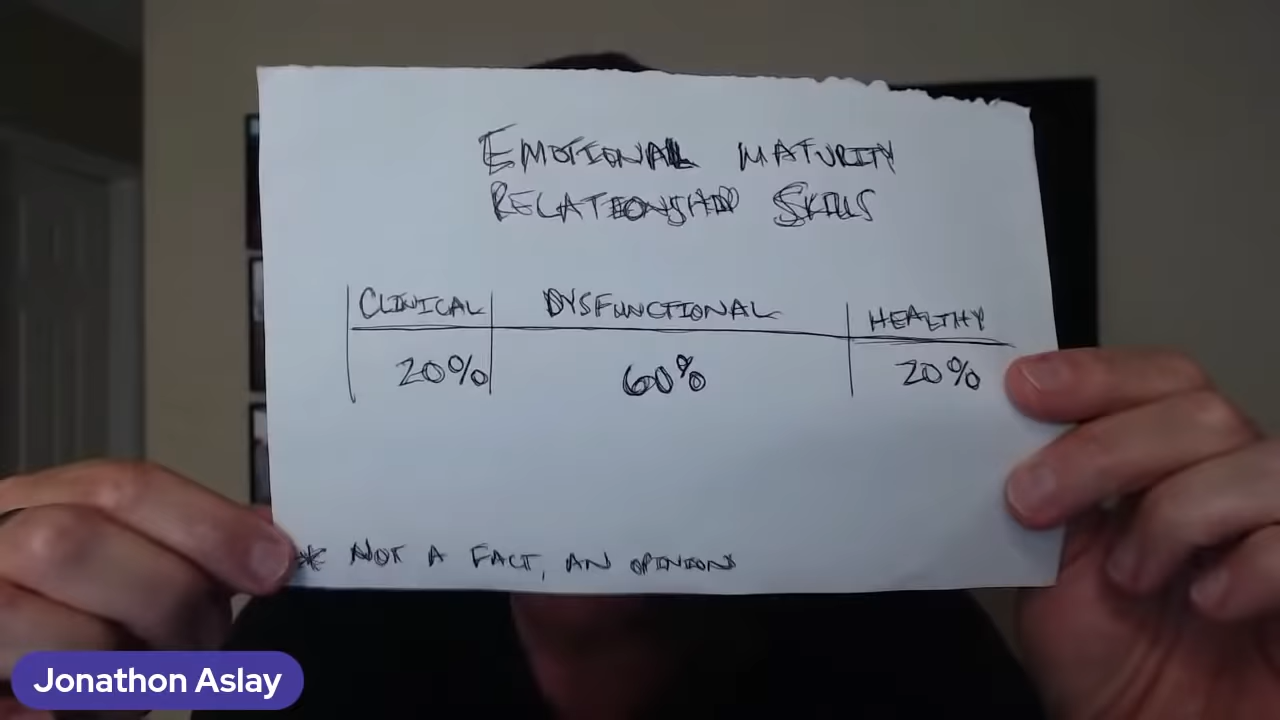 EMOTIONAL MATURITY
RELATIONSHIP SKILLS
CLINICAL DYSFUNCTIONAL HEALTHY
20% 60% 20%
* NOT A FACT, AN OPINION
Jonathon Aslay